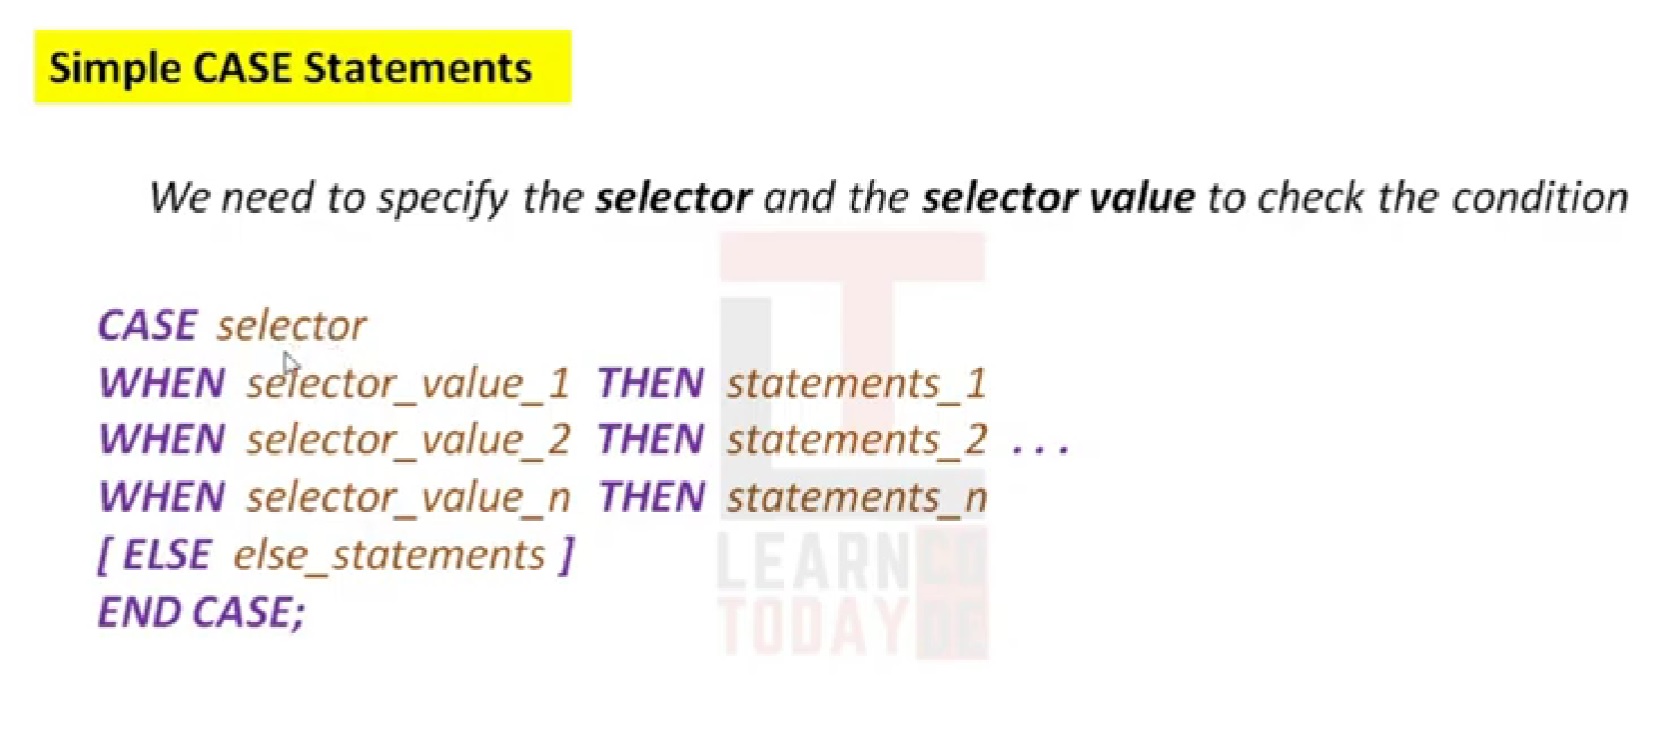 Simple CASE Statements
We need to specify the selector and the selector value to check the condition
CASE selector
WHEN selector_value_1 THEN statements_1
WHEN selector_value_2 THEN statements_2 ...
WHEN selector_value_n THEN statements_n
[ ELSE else_statements ]
END CASE;
LT
LEARN CO
TODAY DE